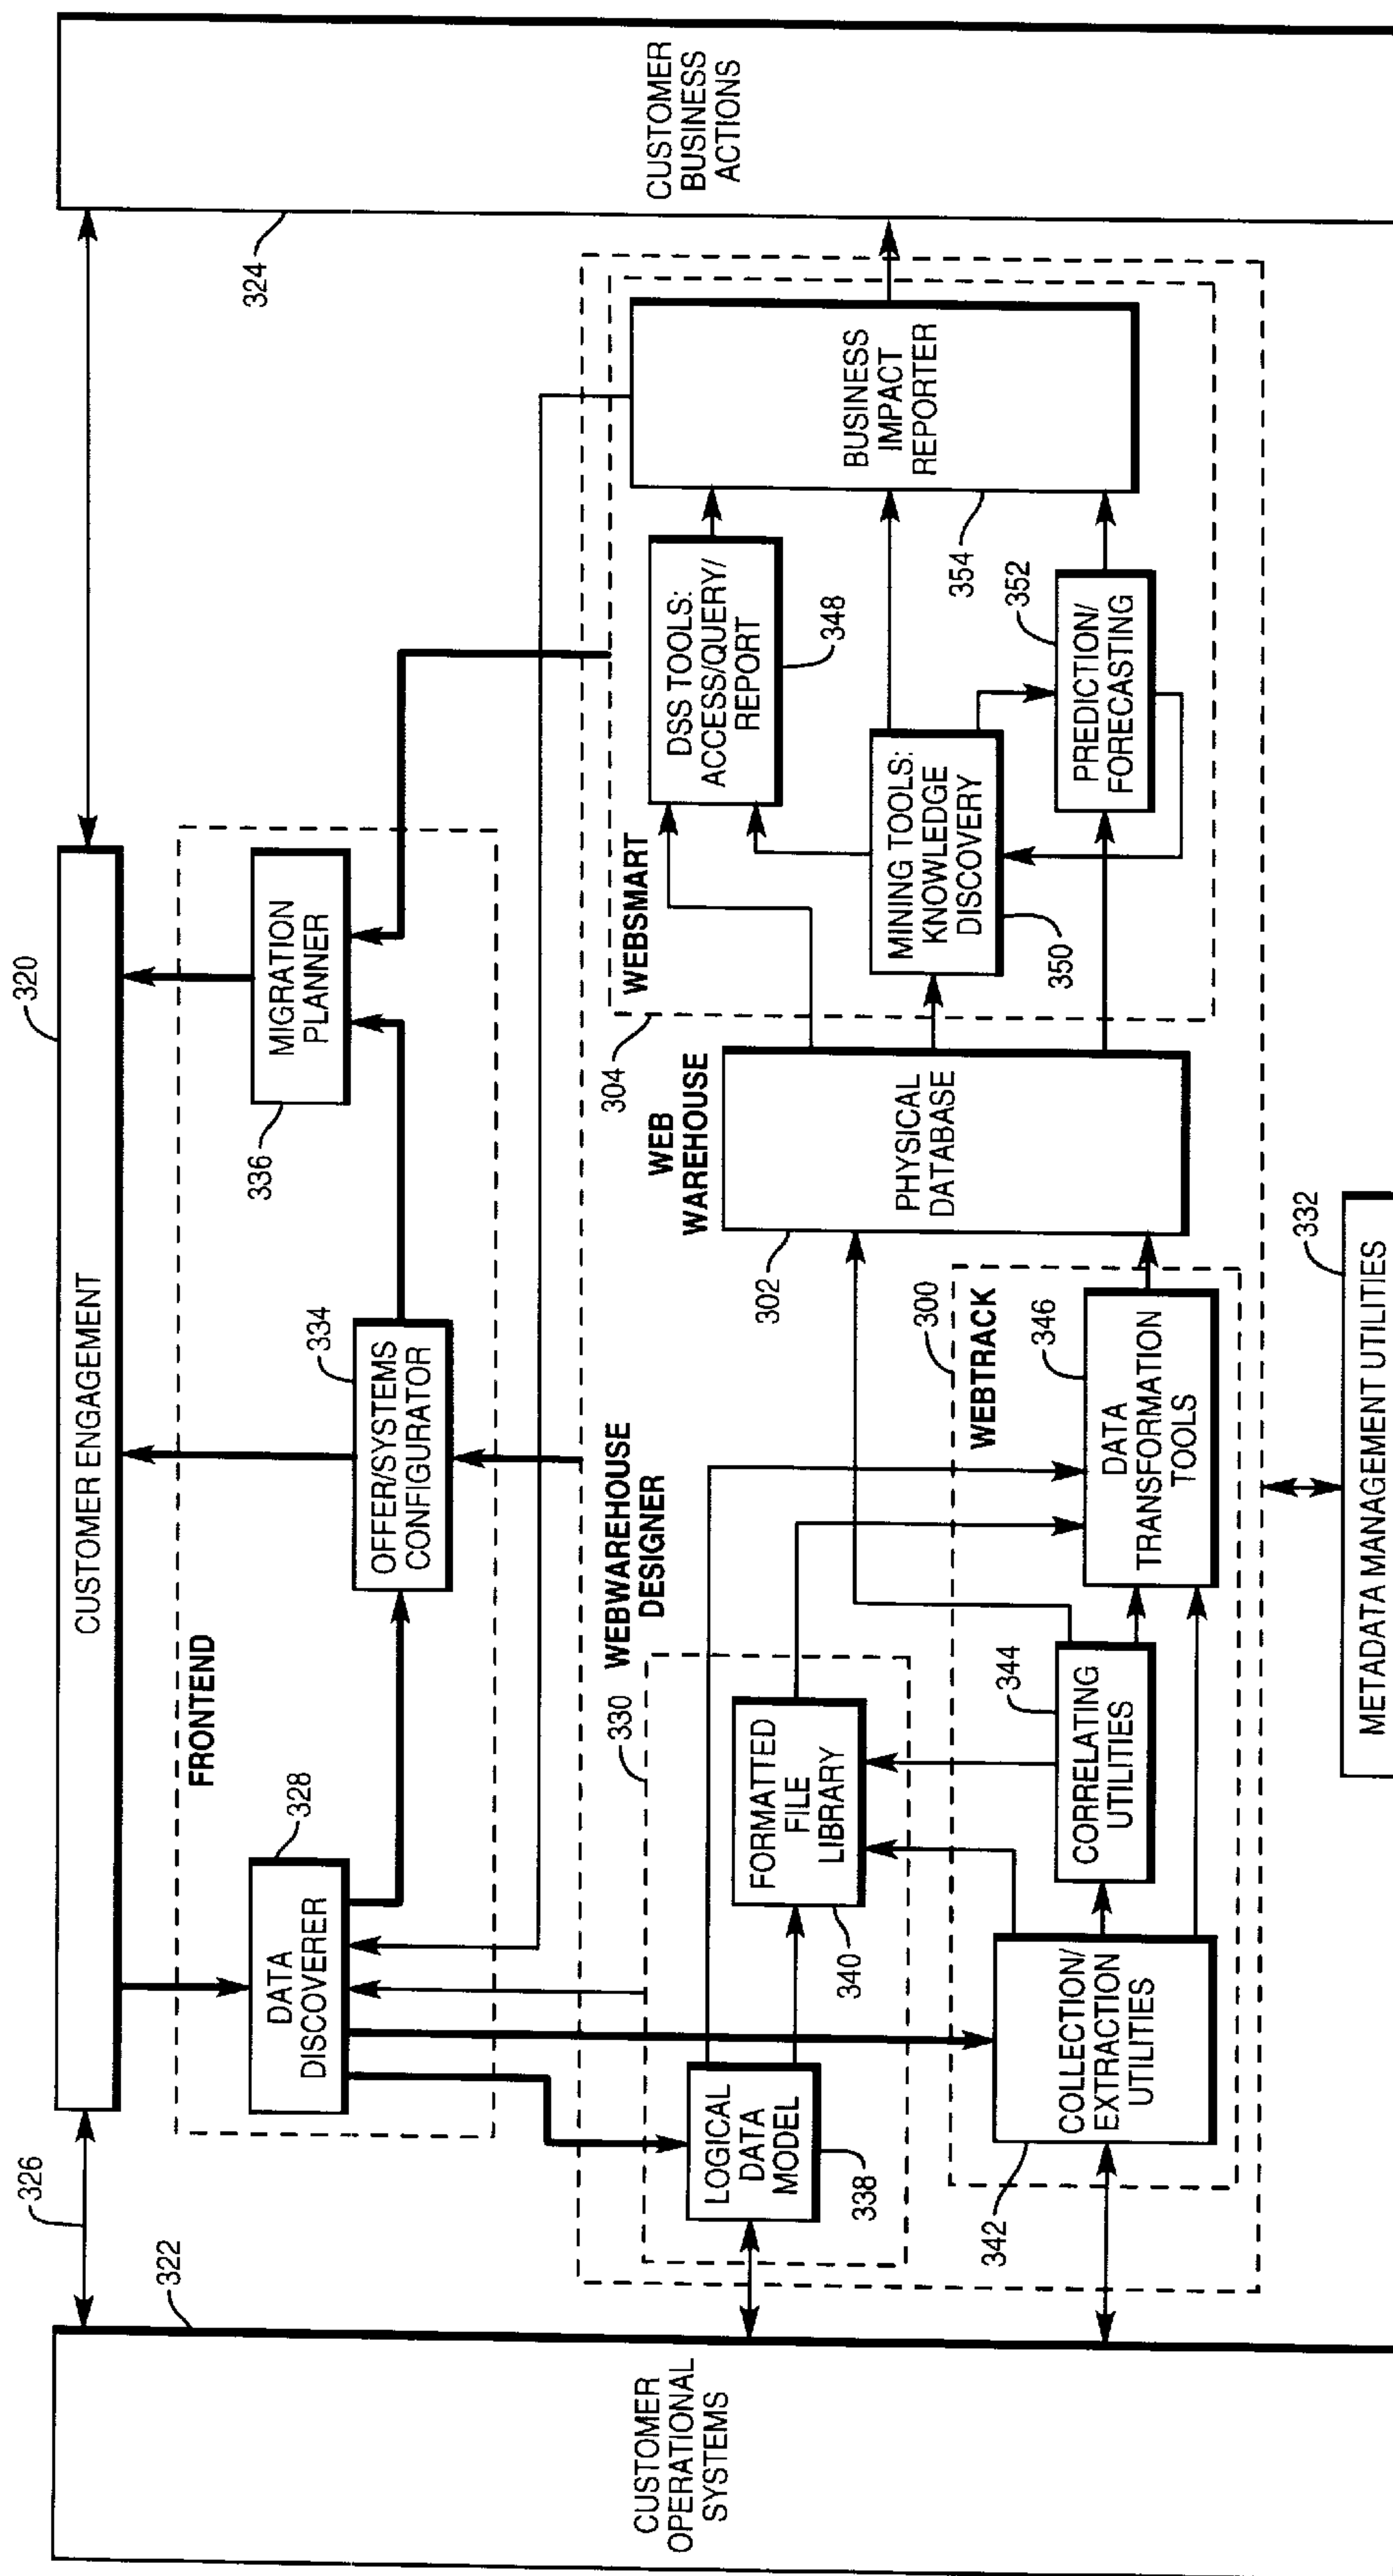 320
CUSTOMER ENGAGEMENT
326
322
CUSTOMER
OPERATIONAL
SYSTEMS
324
CUSTOMER
BUSINESS
ACTIONS
FRONTEND
328
DATA
DISCOVERER
334
OFFER/SYSTEMS
CONFIGURATOR
336
MIGRATION
PLANNER
330
WEBWAREHOUSE
DESIGNER
LOGICAL
DATA
MODEL
338
FORMATTED
FILE
LIBRARY
340
300
WEBTRACK
342
COLLECTION/
EXTRACTION
UTILITIES
344
CORRELATING
UTILITIES
346
DATA
TRANSFORMATION
TOOLS
WEB
WAREHOUSE
302
PHYSICAL
DATABASE
304
WEBSMART
DSS TOOLS:
ACCESS/QUERY/
REPORT
348
MINING TOOLS:
KNOWLEDGE
DISCOVERY
350
352
PREDICTION/
FORECASTING
354
BUSINESS
IMPACT
REPORTER
332
METADATA MANAGEMENT UTILITIES